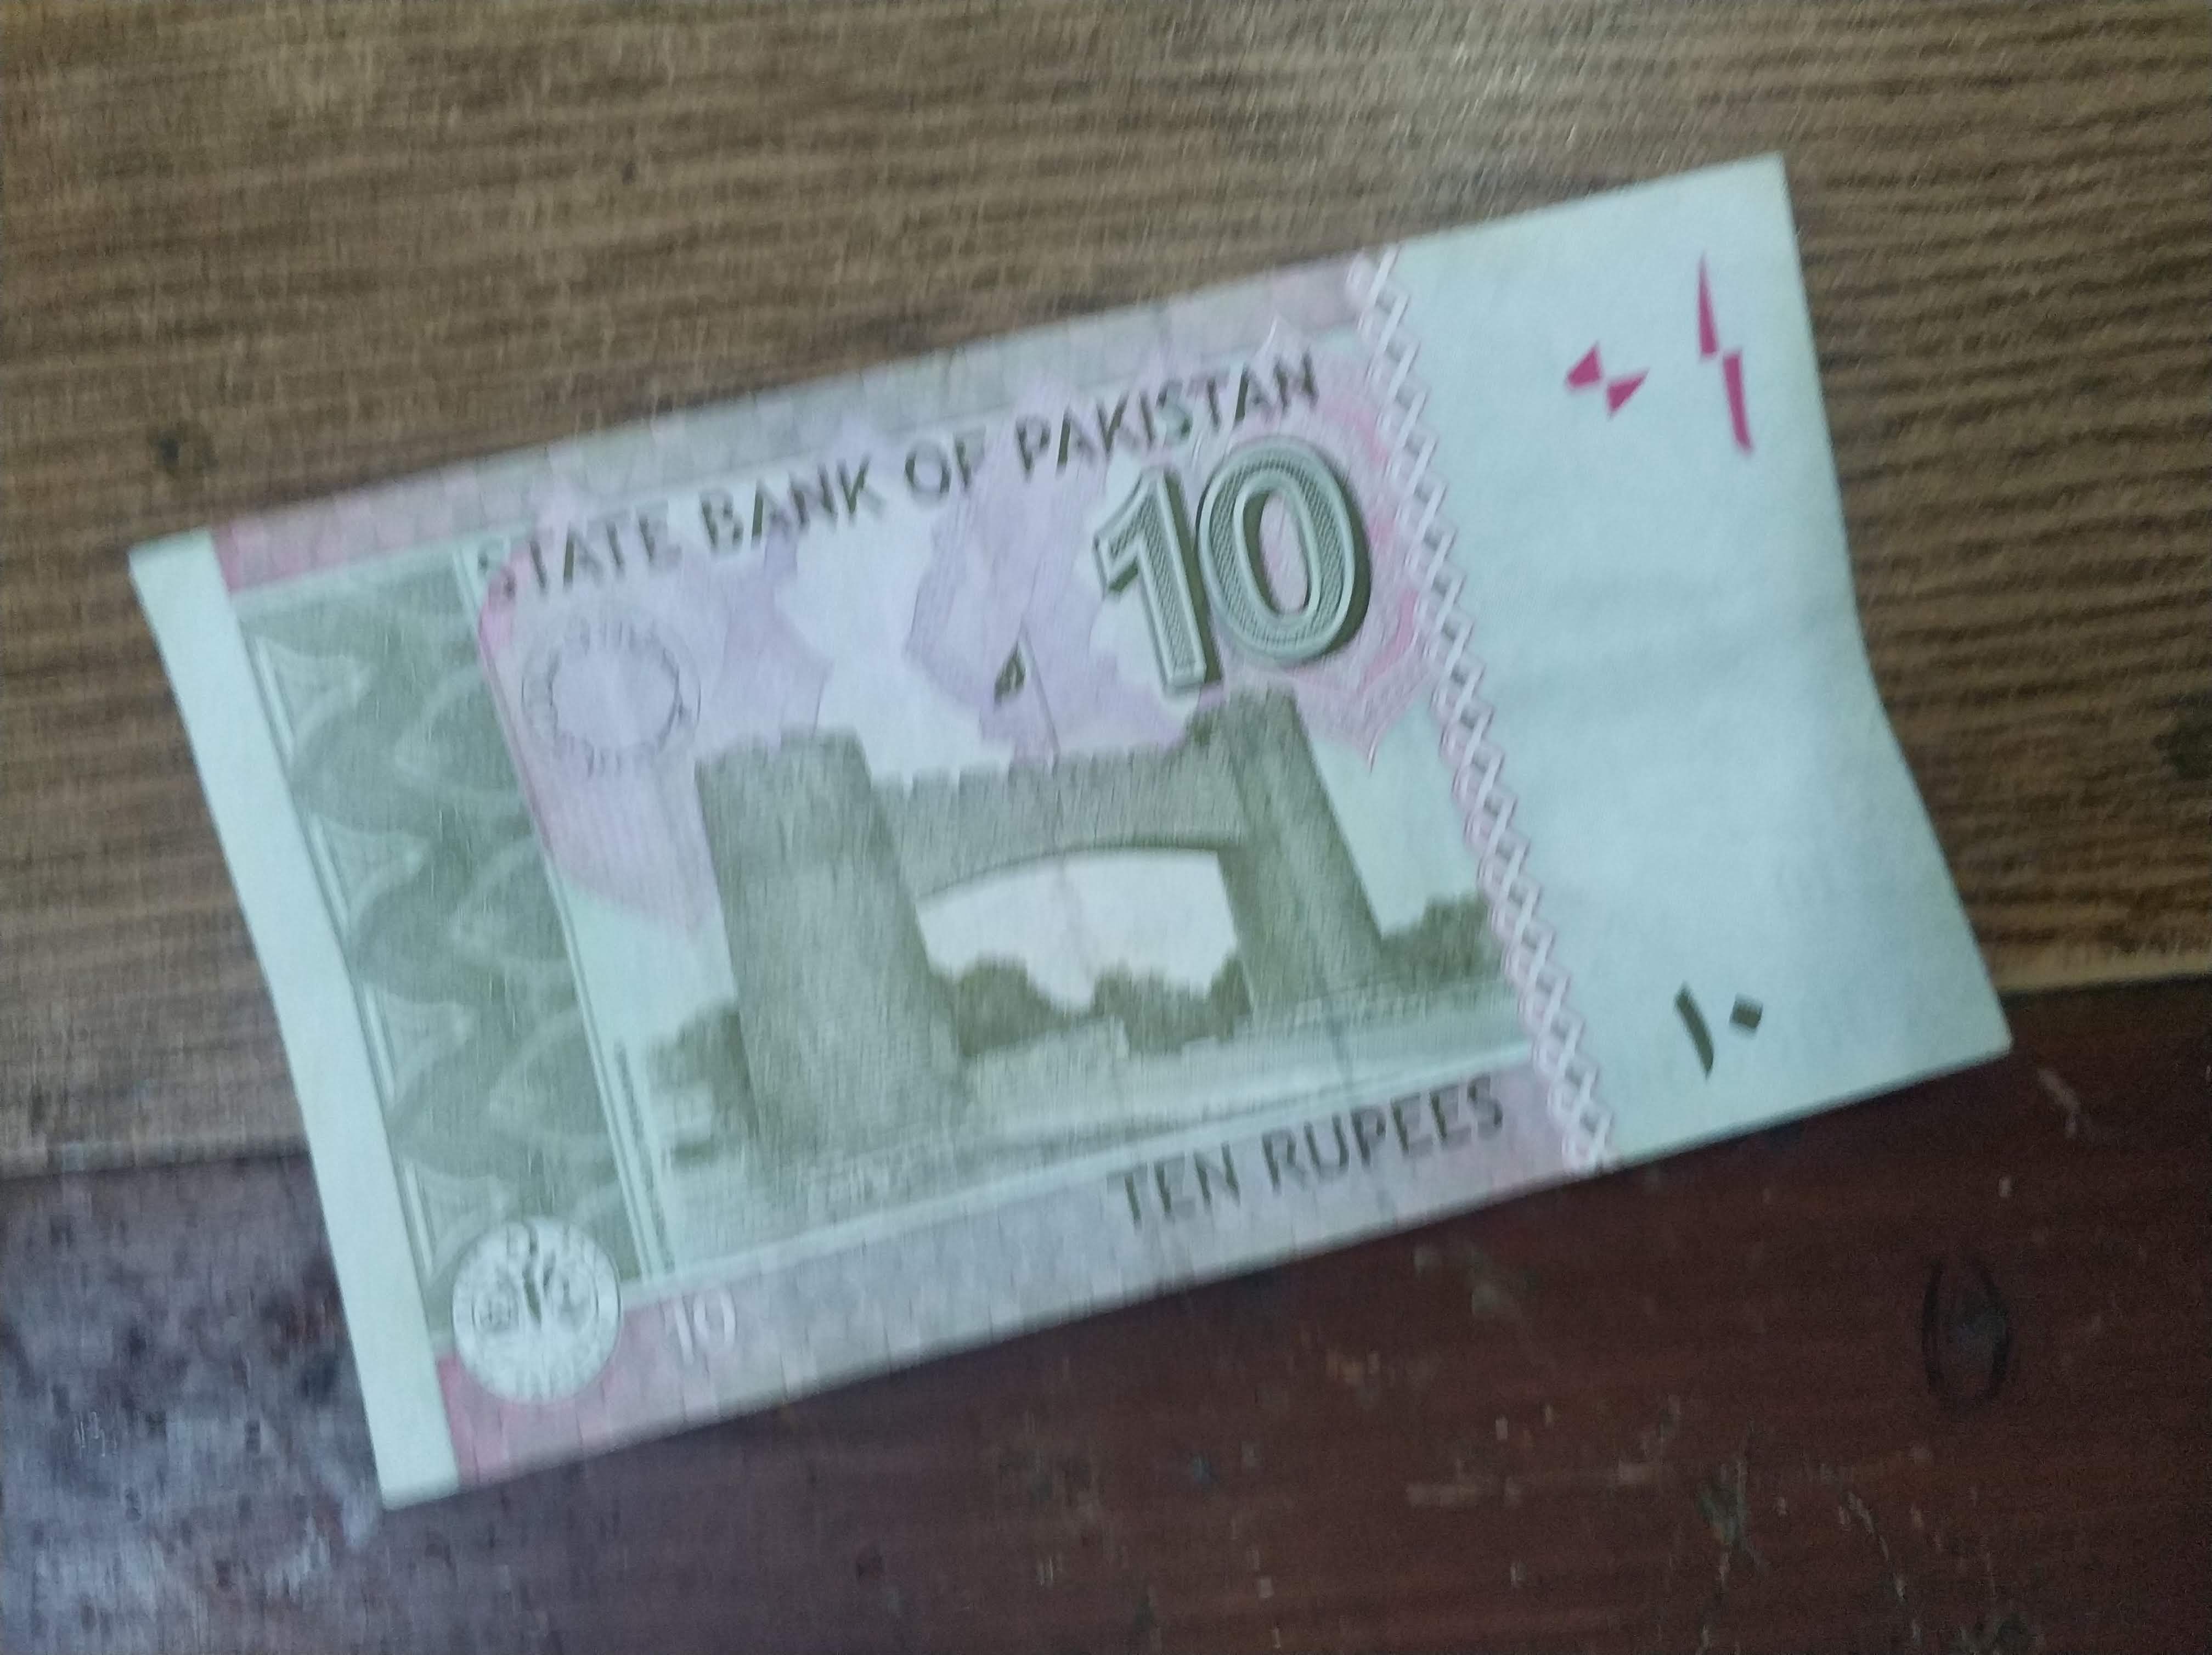 STATE BANK OF PAKISTAN
10
TEN RUPEES
۱۰
10